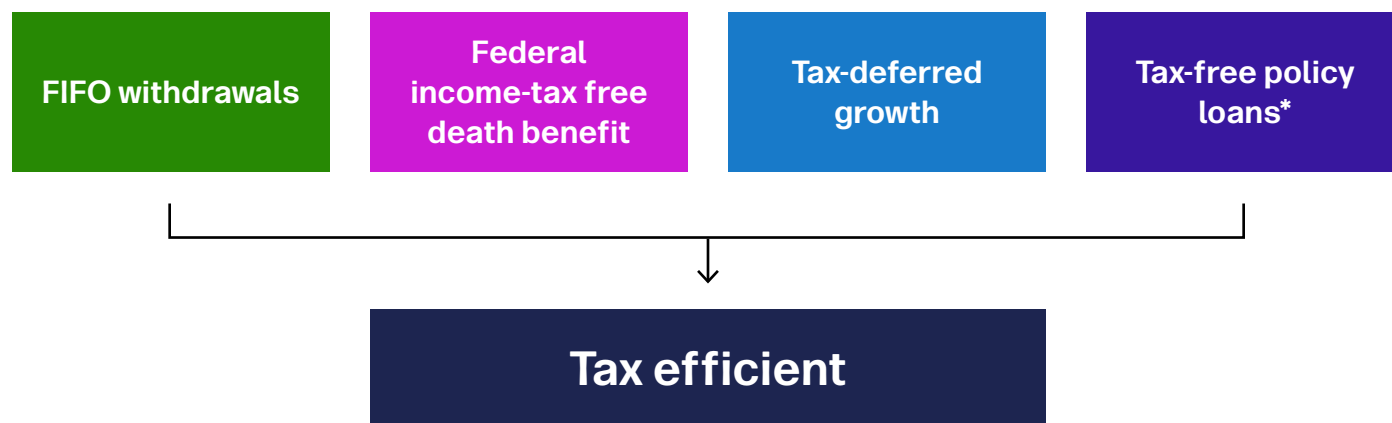 FIFO withdrawals
Federal
income-tax free
death benefit
Tax-deferred
growth
Tax-free policy
loans*
Tax efficient